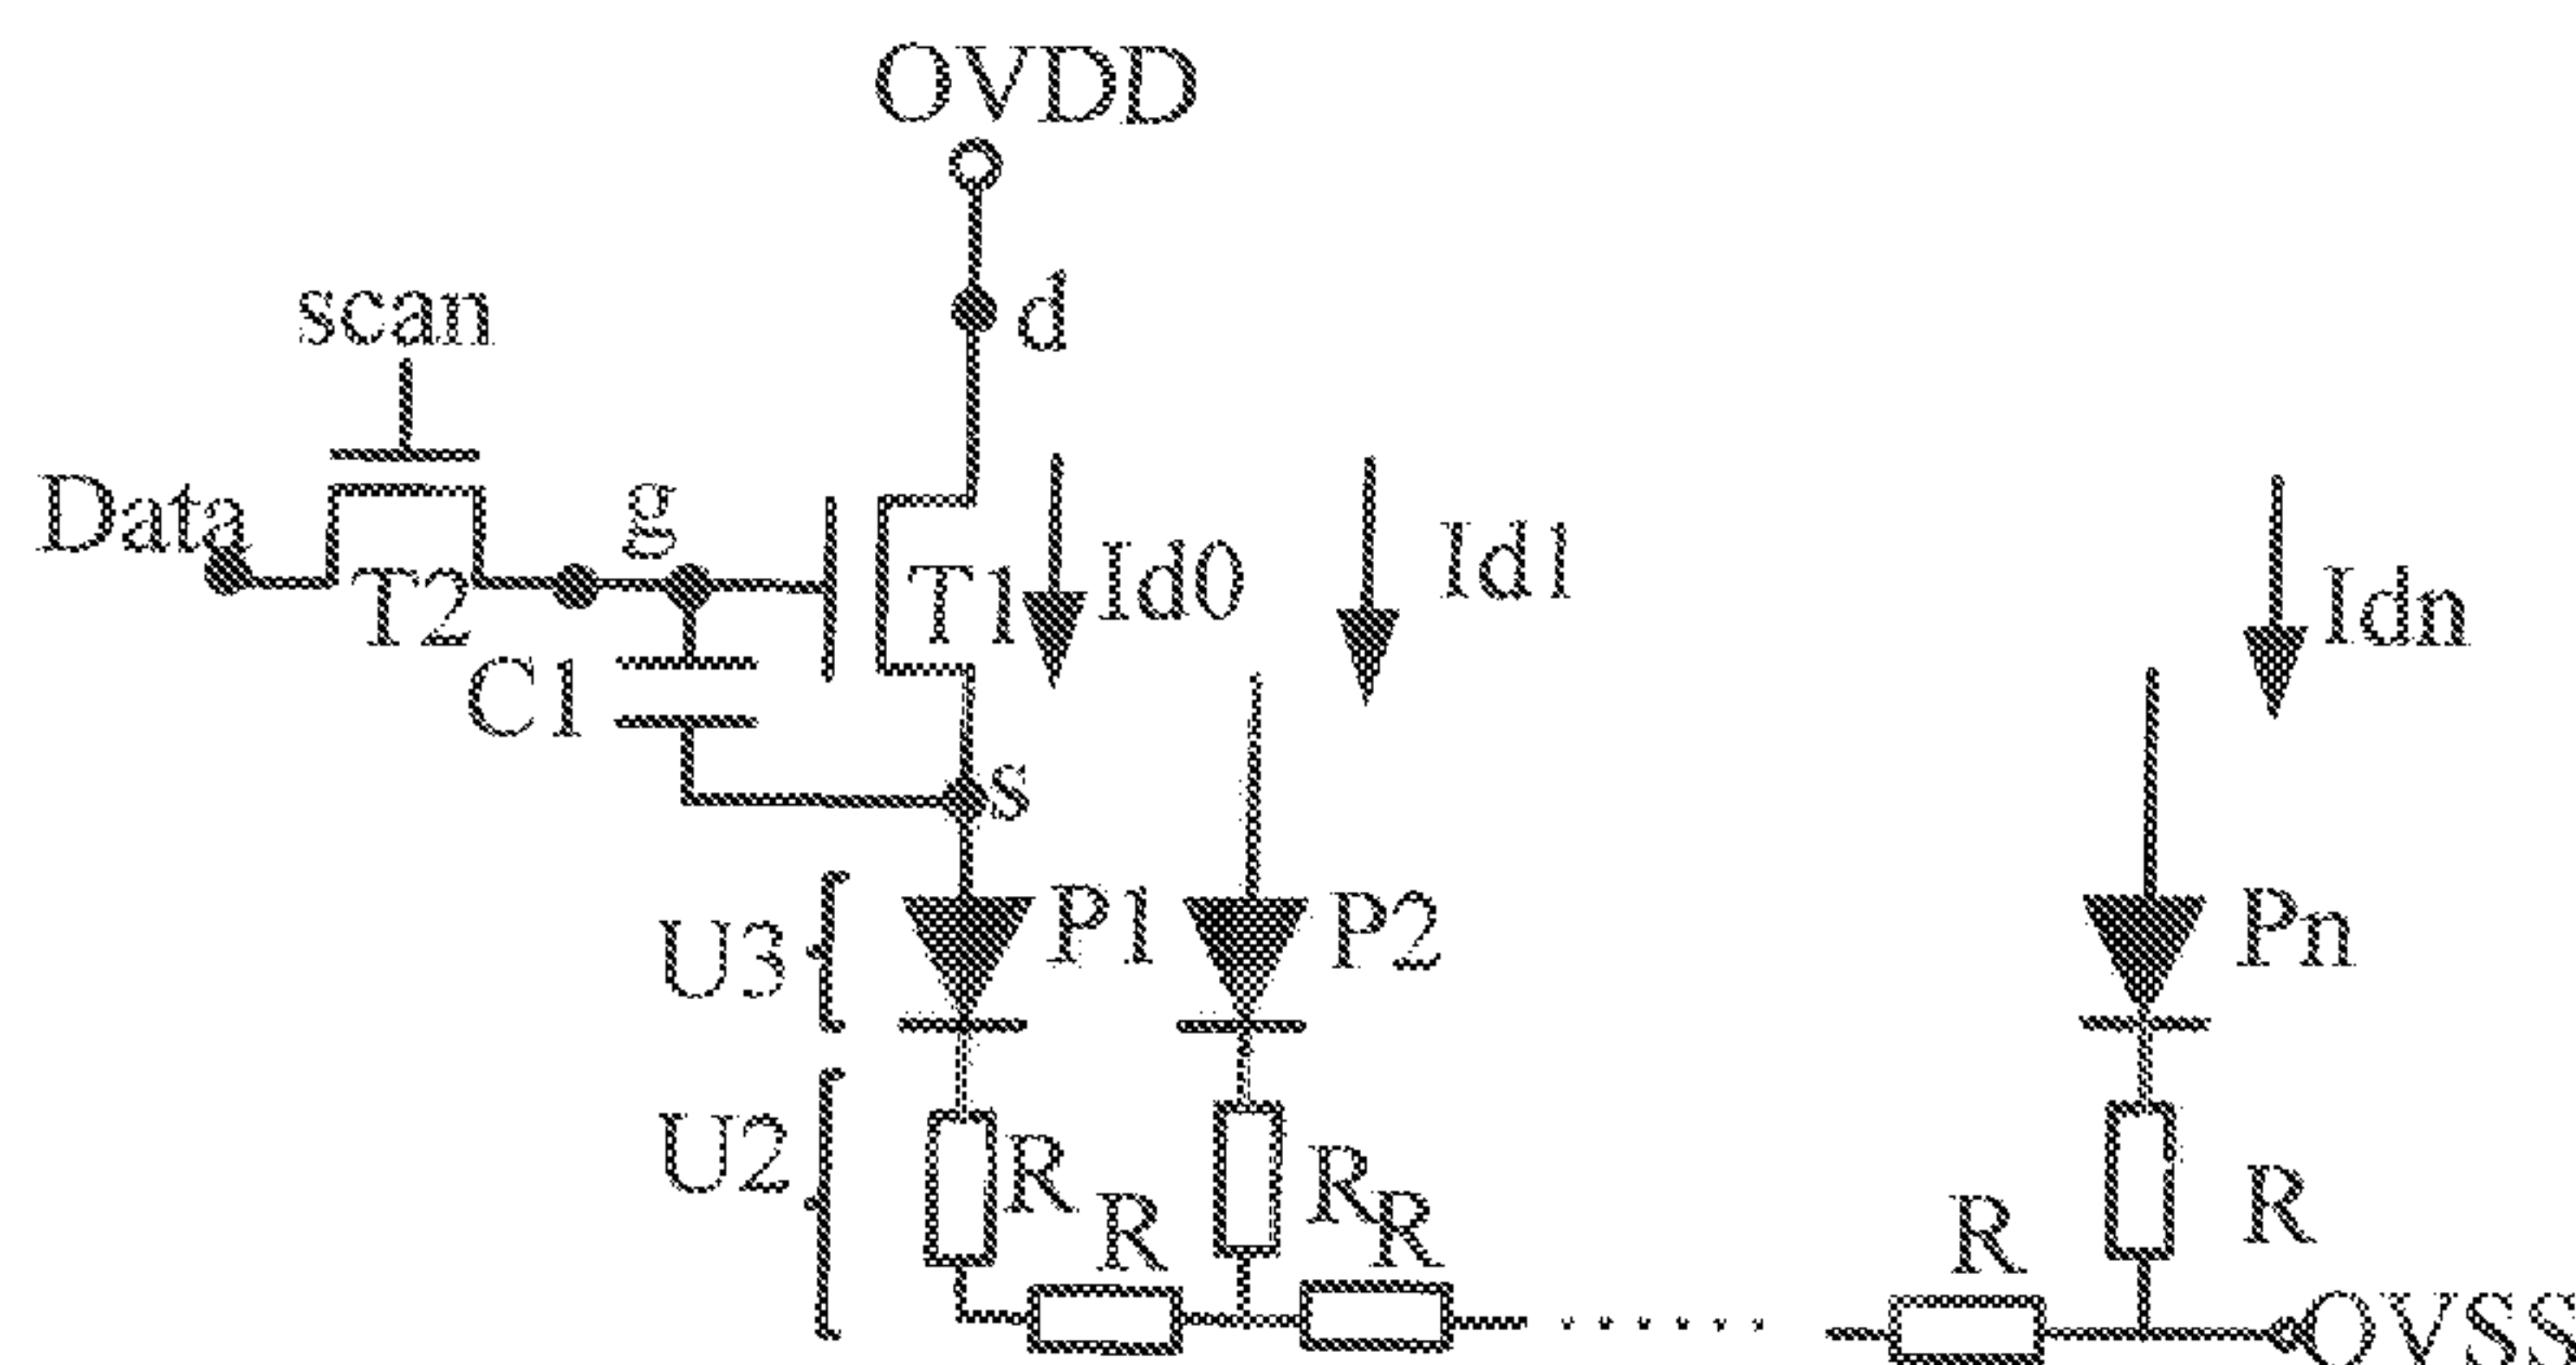 OVDD
d
scan
Data
g
T2
T1
Id0
Id1
Idn
C1
s
U3
P1
P2
Pn
U2
R
R
R
R
R
R
OVSS